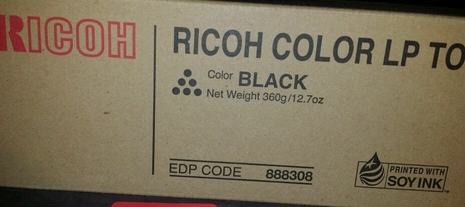 RICOH
RICOH COLOR LP TO
Color BLACK
Net Weight 360g/12.7oz
EDP CODE 888308
PRINTED WITH
SOY INK